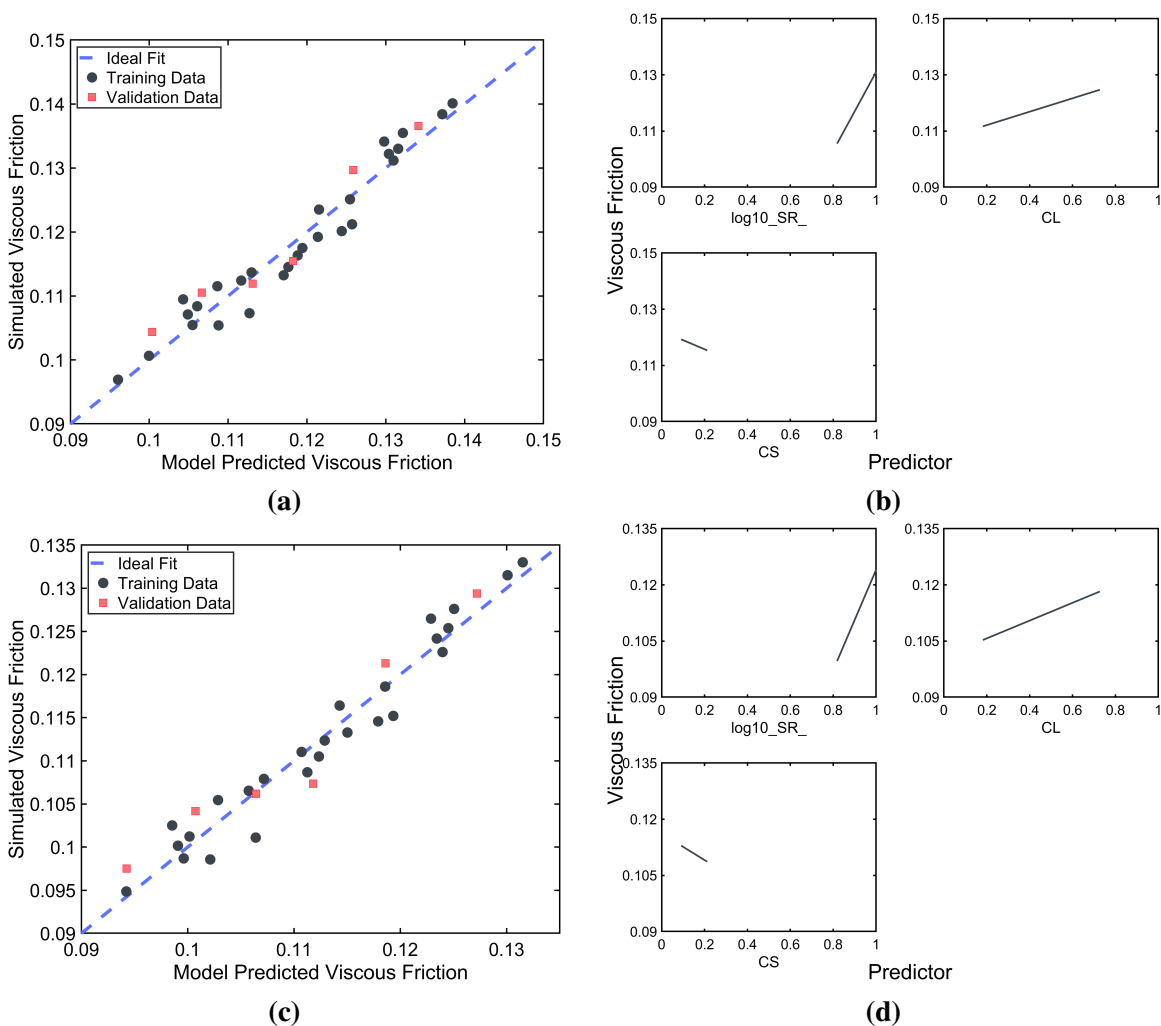 0.15
0.14
0.13
0.12
0.11
0.1
0.09
0.09 0.1 0.11 0.12 0.13 0.14 0.15
Ideal Fit
Training Data
Validation Data
Simulated Viscous Friction
Model Predicted Viscous Friction
(a)
0.15
0.13
0.11
0.09
0 0.2 0.4 0.6 0.8 1
log10_SR_
0.15
0.13
0.11
0.09
0 0.2 0.4 0.6 0.8 1
CL
Viscous Friction
0.15
0.13
0.11
0.09
0 0.2 0.4 0.6 0.8 1
CS
Predictor
(b)
0.135
0.13
0.125
0.12
0.115
0.11
0.105
0.1
0.095
0.09
0.09 0.1 0.11 0.12 0.13
Ideal Fit
Training Data
Validation Data
Simulated Viscous Friction
Model Predicted Viscous Friction
(c)
0.135
0.12
0.105
0.09
0 0.2 0.4 0.6 0.8 1
log10_SR_
0.135
0.12
0.105
0.09
0 0.2 0.4 0.6 0.8 1
CL
Viscous Friction
0.135
0.12
0.105
0.09
0 0.2 0.4 0.6 0.8 1
CS
Predictor
(d)